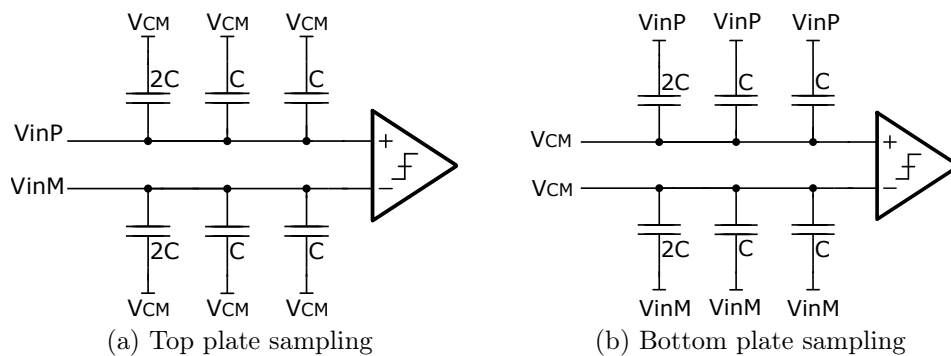 VCM VCM VCM
2C C C
VinP
+
VinM
−
2C C C
VCM VCM VCM
(a) Top plate sampling
VinP VinP VinP
2C C C
VCM
+
VCM
−
2C C C
VinM VinM VinM
(b) Bottom plate sampling